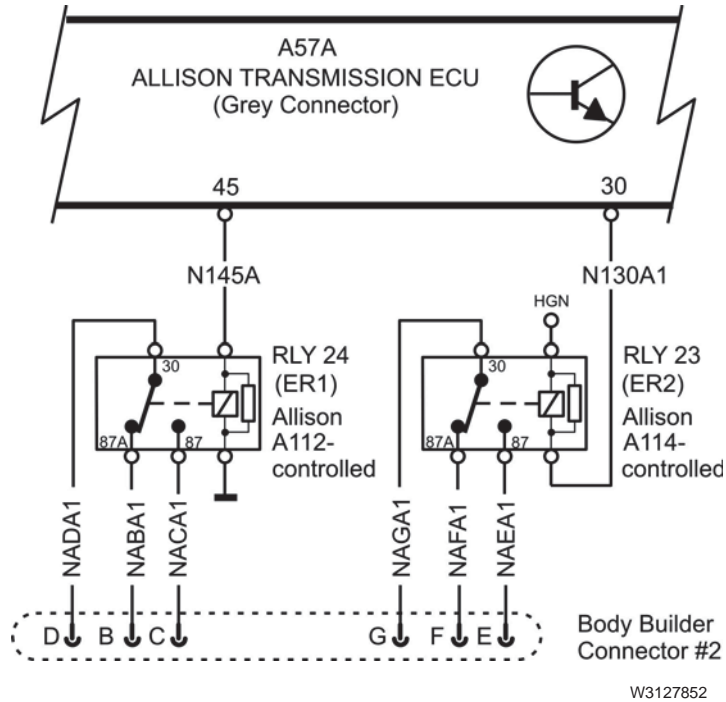 A57A
ALLISON TRANSMISSION ECU
(Grey Connector)
45
30
N145A
N130A1
HGN
30
87A
87
RLY 24
(ER1)
Allison
A112-
controlled
30
87A
87
RLY 23
(ER2)
Allison
A114-
controlled
NADA1
NABA1
NACA1
NAGA1
NAFA1
NAEA1
D
B
C
G
F
E
Body Builder
Connector #2
W3127852